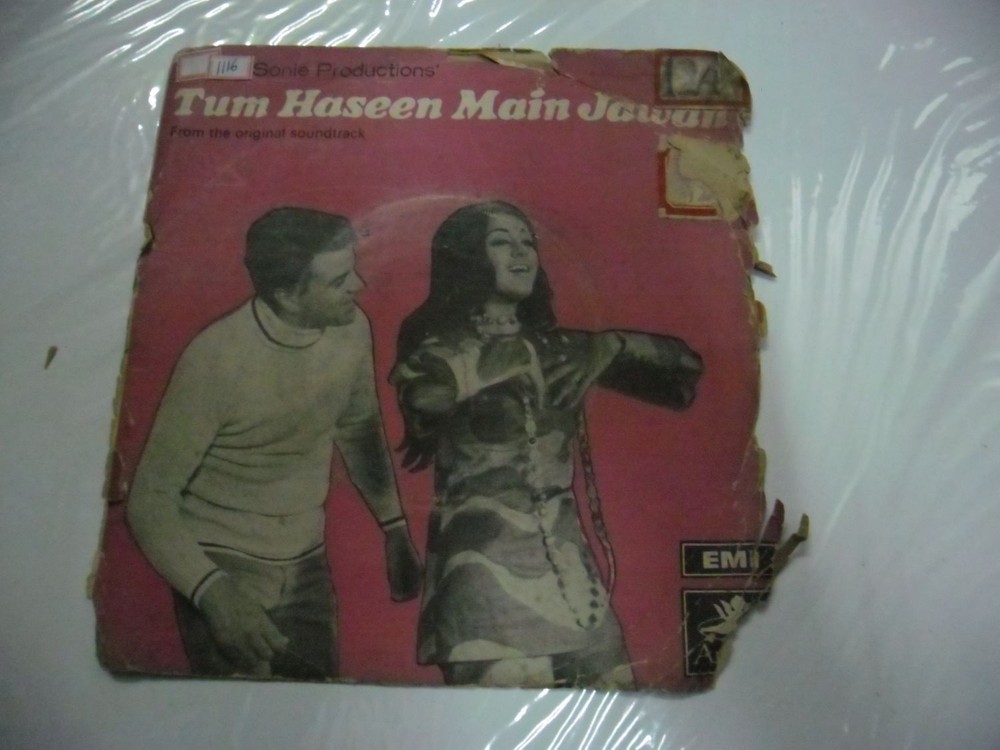 1116
Sonie Productions'
Tum Haseen Main Jawan
From the original soundtrack
EMI
A